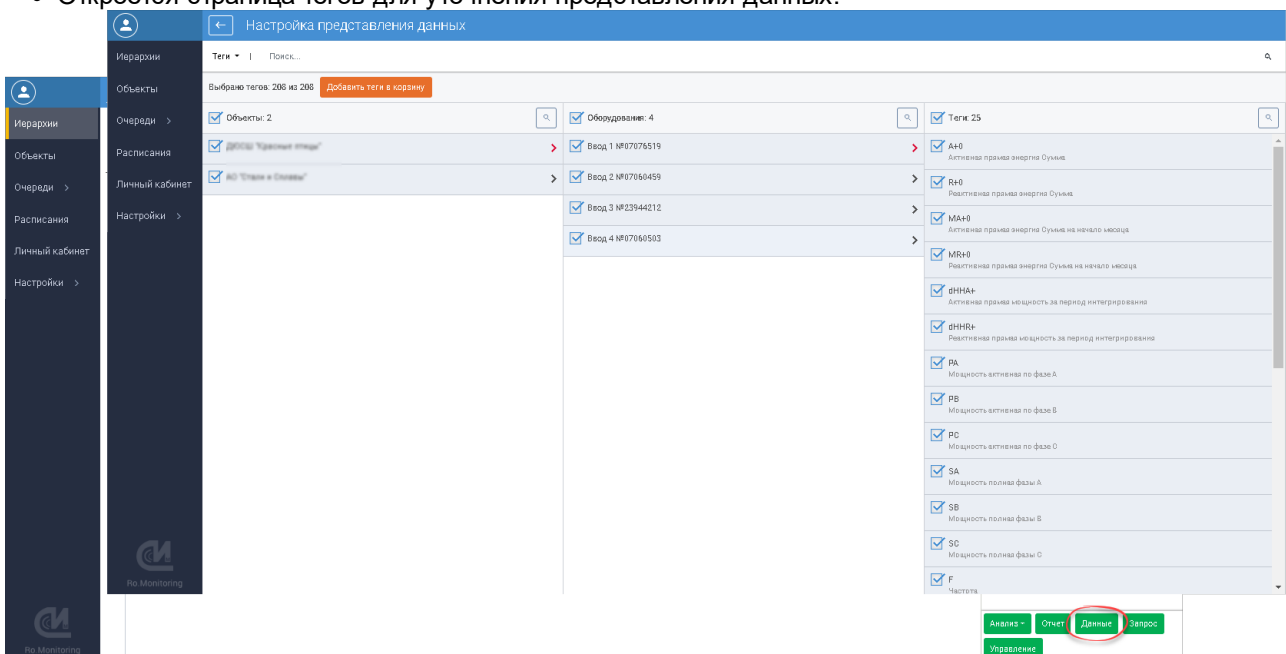 • Откроется страница тегов для уточнения представления данных:
Настройка представления данных
Иерархии
Объекты
Очереди >
Расписания
Личный кабинет
Настройки >
Ro.Monitoring
Теги
|
Поиск...
Выбрано тегов: 208 из 208
Добавить теги в корзину
Объекты: 2
Оборудование: 4
Ввод 1 №07076519
Ввод 2 №07060459
Ввод 3 №23944212
Ввод 4 №07060503
Теги: 25
A+0
Активная прямая энергия Сумма
R+0
Реактивная прямая энергия Сумма
MA+0
Активная прямая энергия Сумма на начало месяца
MR+0
Реактивная прямая энергия Сумма на начало месяца
dHHA+
Активная прямая мощность за период интегрирования
dHHR+
Реактивная прямая мощность за период интегрирования
PA
Мощность активная по фазе A
PB
Мощность активная по фазе B
PC
Мощность активная по фазе C
SA
Мощность полная фазы A
SB
Мощность полная фазы B
SC
Мощность полная фазы C
F
Частота
Иерархии
Объекты
Очереди >
Расписания
Личный кабинет
Настройки >
Ro.Monitoring
Анализ
Отчет
Данные
Запрос
Управление